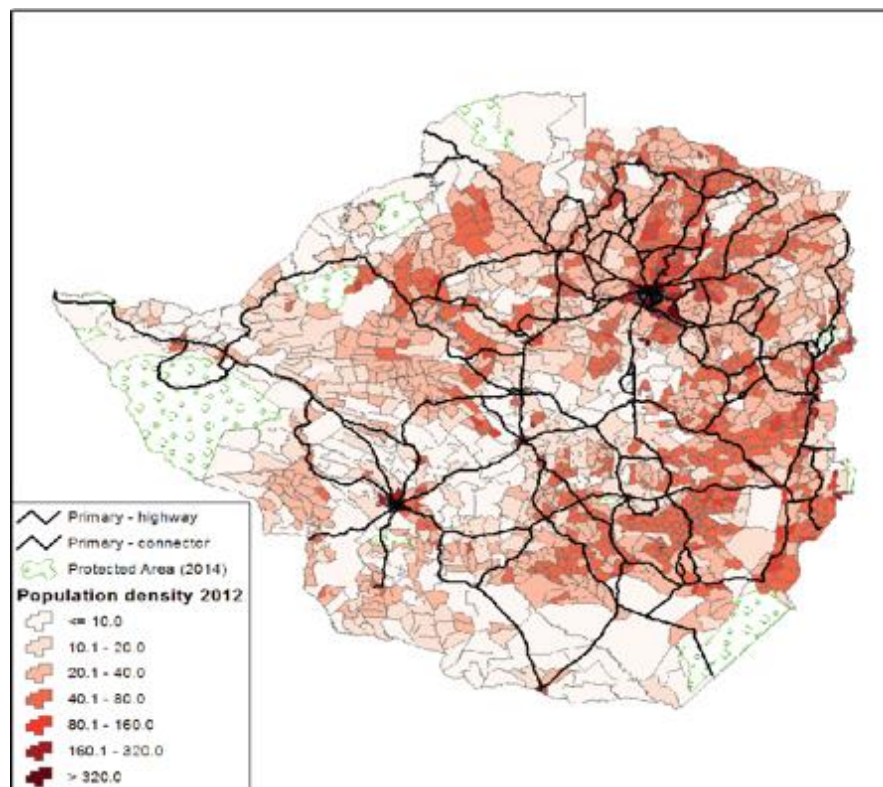 Primary - highway
Primary - connector
Protected Area (2014)
Population density 2012
<= 10.0
10.1 - 20.0
20.1 - 40.0
40.1 - 80.0
80.1 - 160.0
160.1 - 320.0
> 320.0